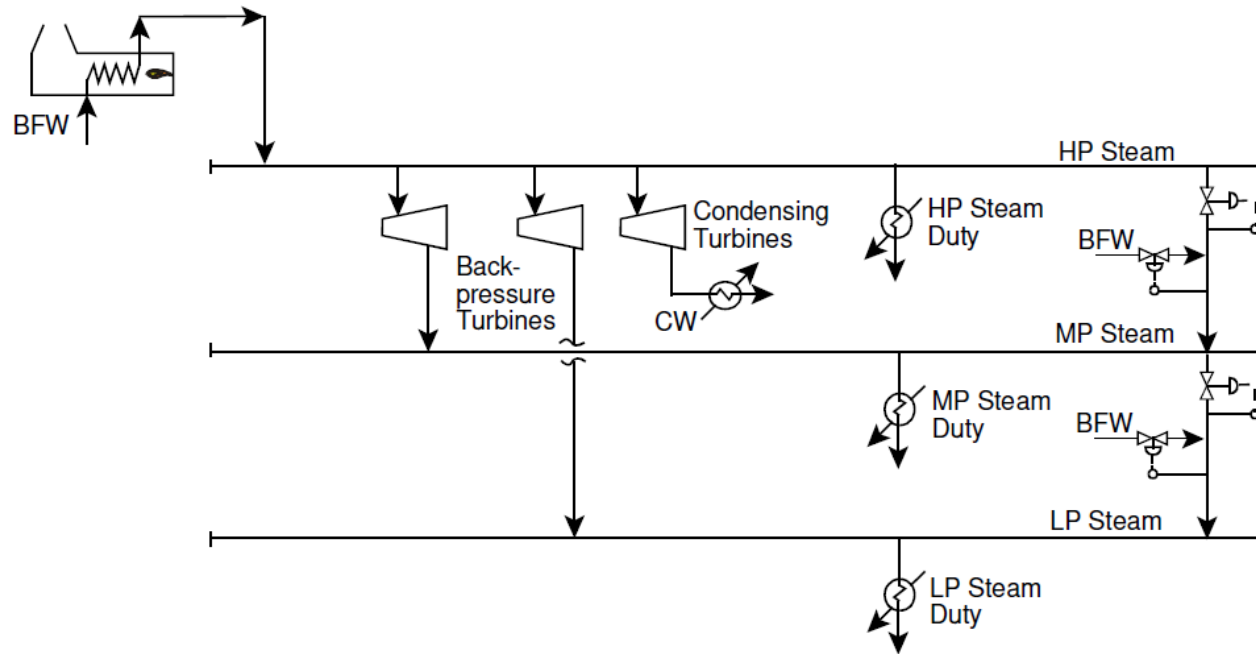 BFW
HP Steam
Condensing
Turbines
HP Steam
Duty
BFW
Back-
pressure
Turbines
CW
MP Steam
MP Steam
Duty
BFW
LP Steam
LP Steam
Duty